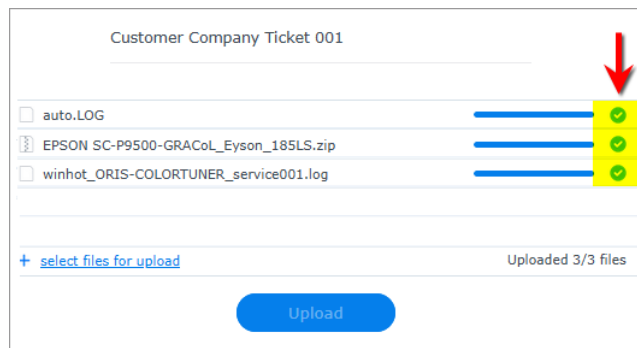 Customer Company Ticket 001
auto.LOG
EPSON SC-P9500-GRACoL_Eyson_185LS.zip
winhot_ORIS-COLORTUNER_service001.log
+ select files for upload Uploaded 3/3 files
Upload